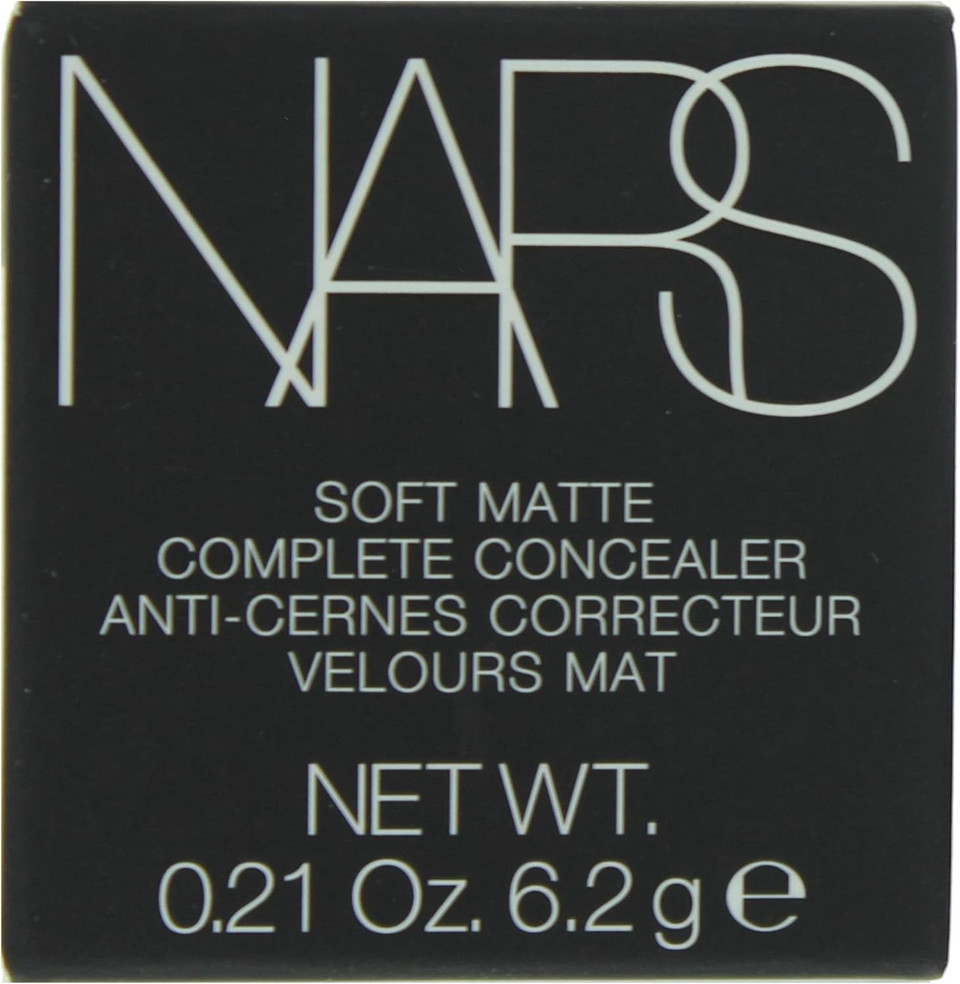 NARS
SOFT MATTE
COMPLETE CONCEALER
ANTI-CERNES CORRECTEUR
VELOURS MAT
NET WT.
0.21 Oz. 6.2 g ℮